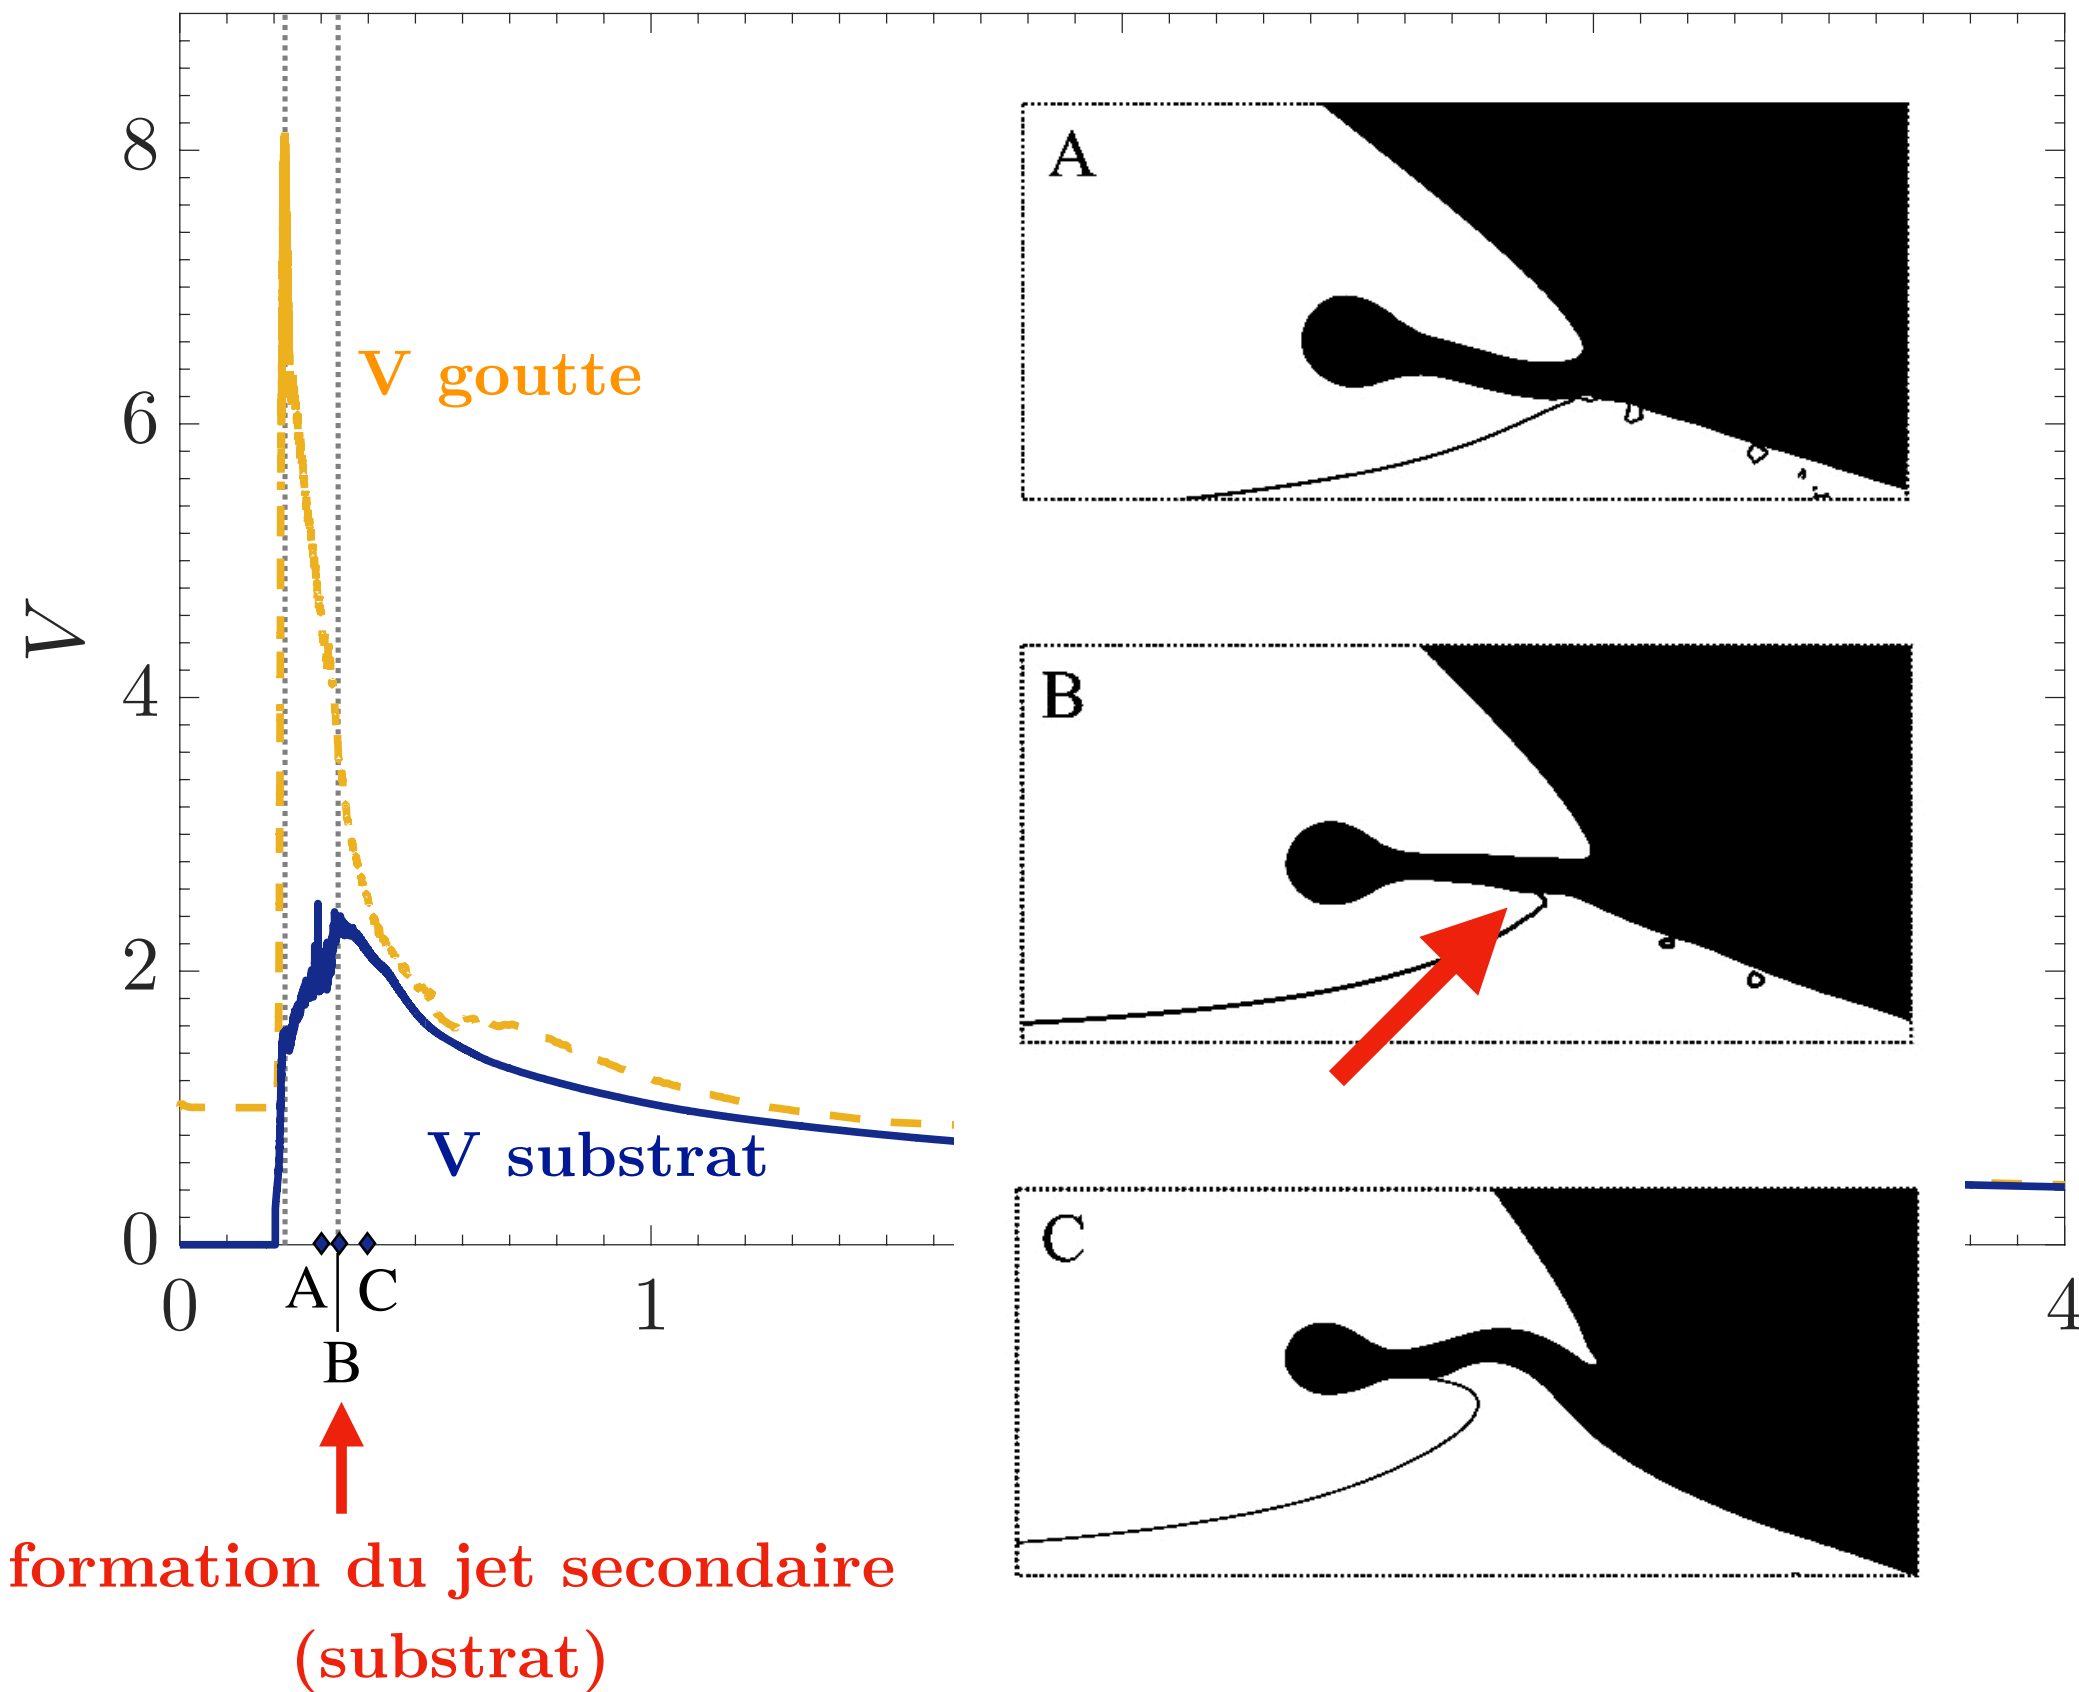 8
6
4
2
0
V
V goutte
V substrat
A
B
C
0
A
C
1
4
B
formation du jet secondaire
(substrat)